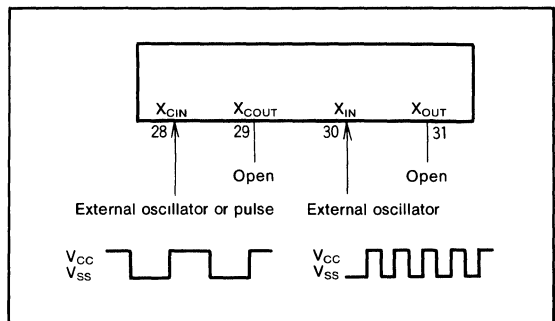 XCIN XCOUT XIN XOUT
28 29 30 31
Open Open
External oscillator or pulse External oscillator
VCC VCC
VSS VSS